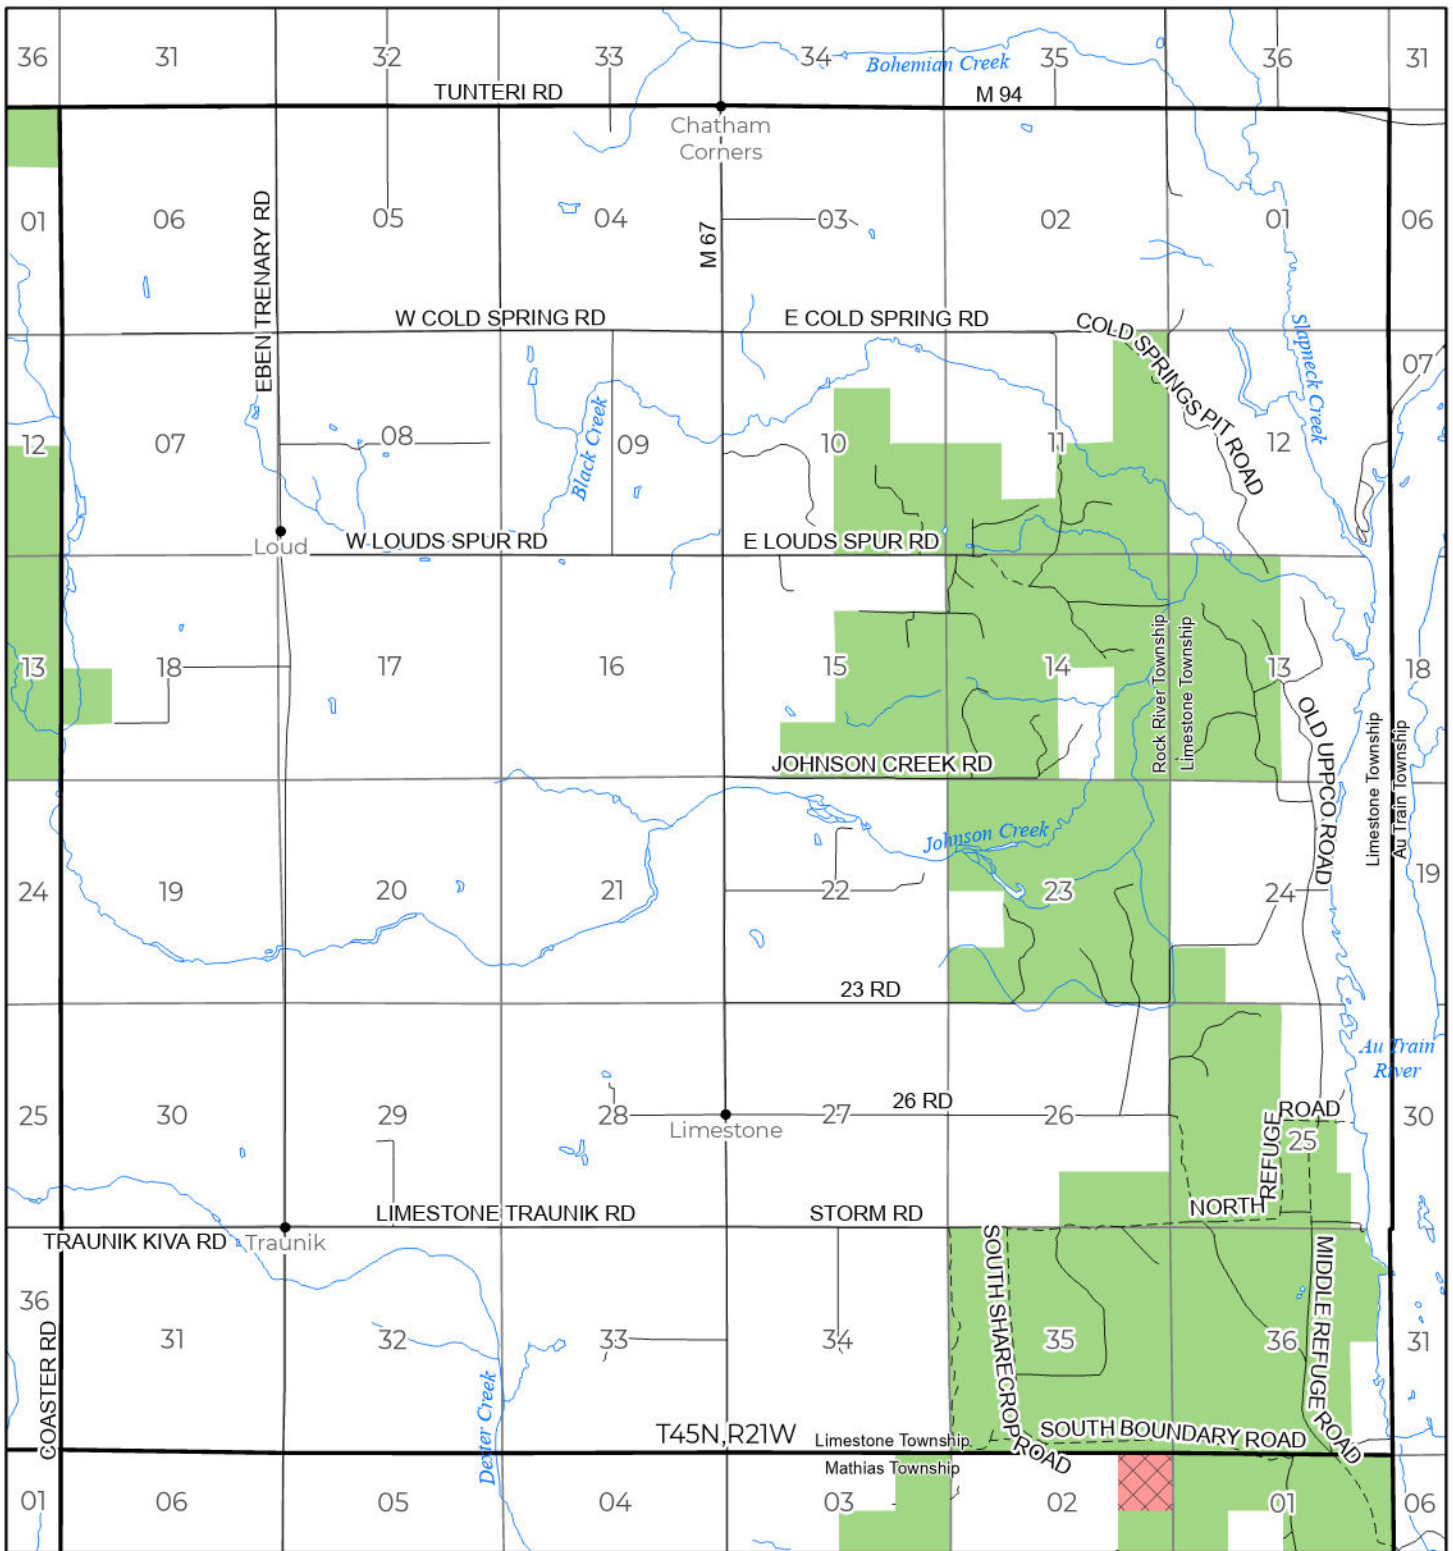 36 31 32 33 34 35 36 31
Bohemian Creek
TUNTERI RD
M 94
Chatham
Corners
01 06 05 04 03 02 01 06
EBEN TRENARY RD
M 67
W COLD SPRING RD
E COLD SPRING RD
COLD SPRINGS PIT ROAD
Slapneck Creek
07
12 07 08 09 10 11 12
Black Creek
Loud
W LOUDS SPUR RD
E LOUDS SPUR RD
13 18 17 16 15 14 13 18
Rock River Township
Limestone Township
OLD UPPCO ROAD
Limestone Township
Au Train Township
JOHNSON CREEK RD
Johnson Creek
24 19 20 21 22 23 24 19
23 RD
Au Train
River
25 30 29 28 27 26 25 30
26 RD
Limestone
NORTH REFUGE ROAD
LIMESTONE TRAUNIK RD
STORM RD
TRAUNIK KIVA RD
Traunik
36 31 32 33 34 35 36 31
COASTER RD
SOUTH SHARECROP ROAD
MIDDLE REFUGE ROAD
Dexter Creek
T45N,R21W
SOUTH BOUNDARY ROAD
Limestone Township
Mathias Township
01 06 05 04 03 02 01 06